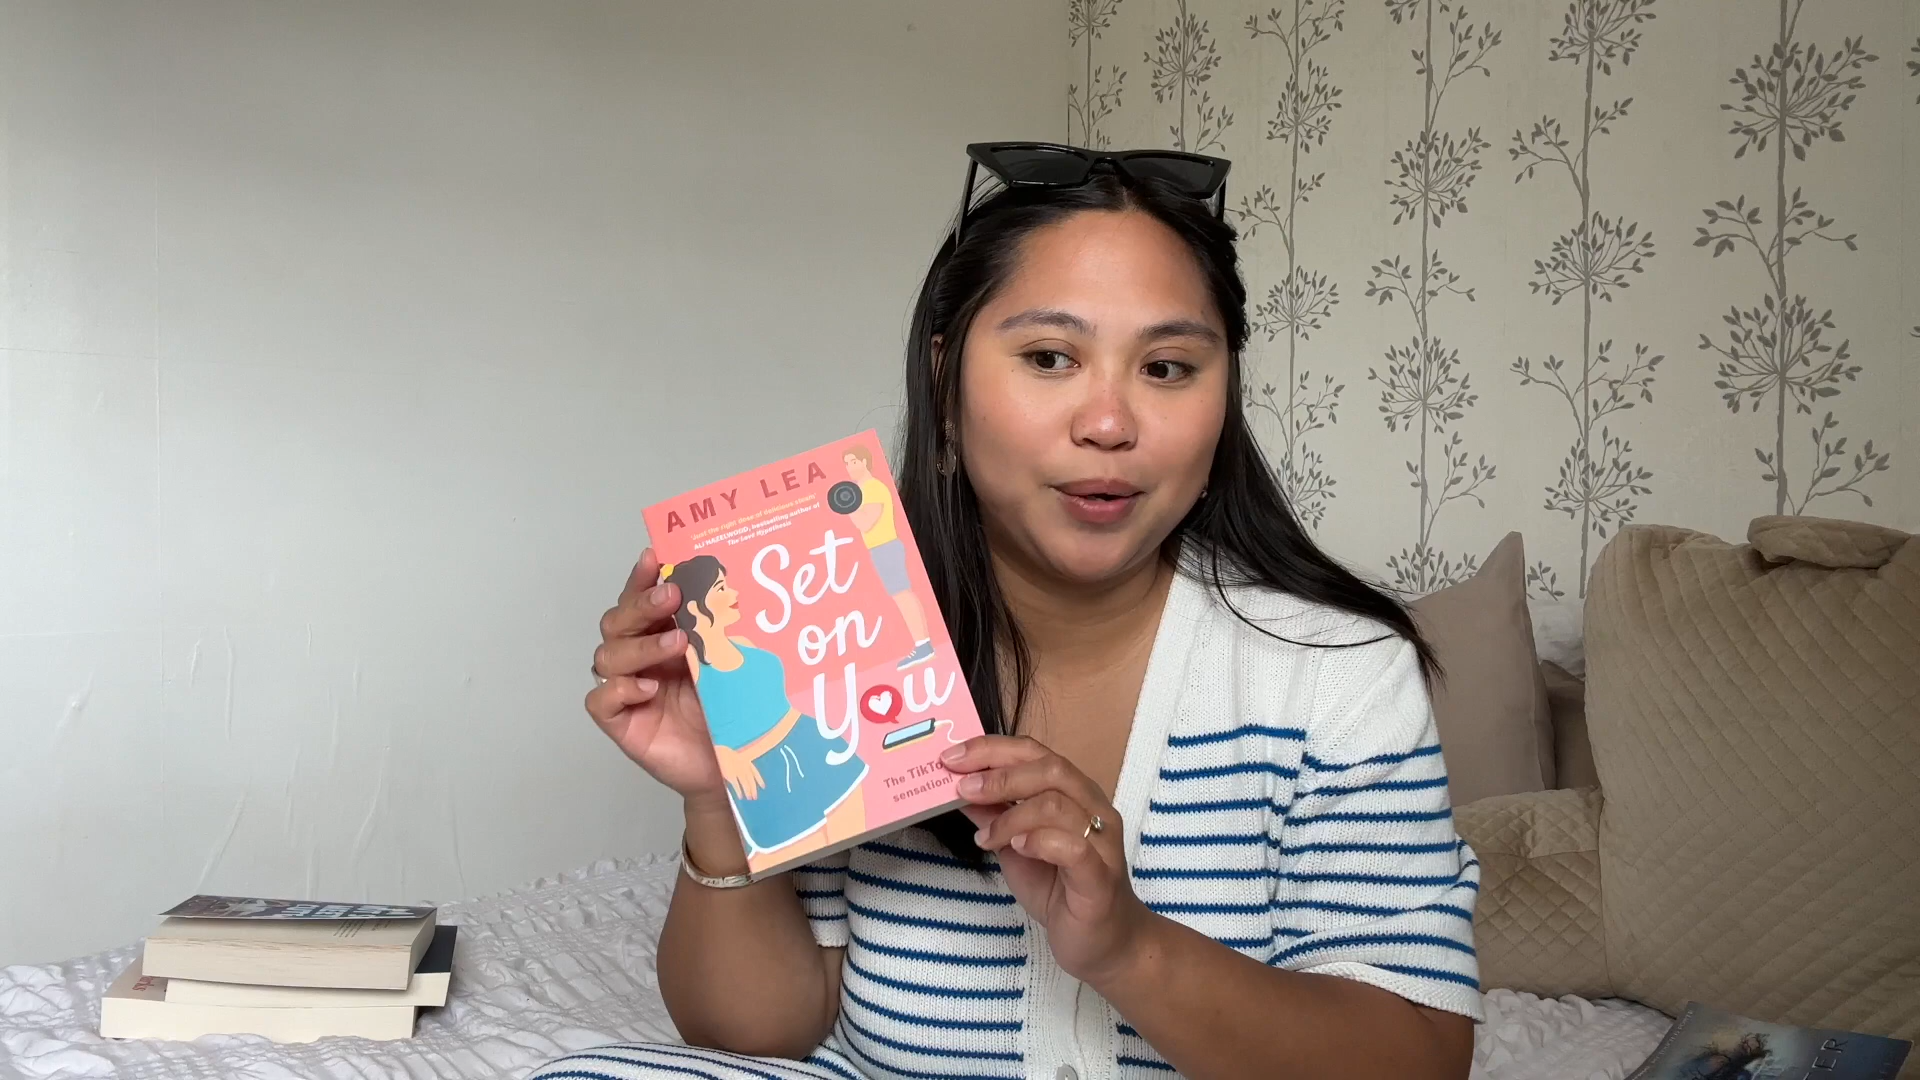 AMY LEA
'Just the right dose of delicious steam'
ALI HAZELWOOD, bestselling author of
The Love Hypothesis
Set
on
You
The TikTo
sensation!